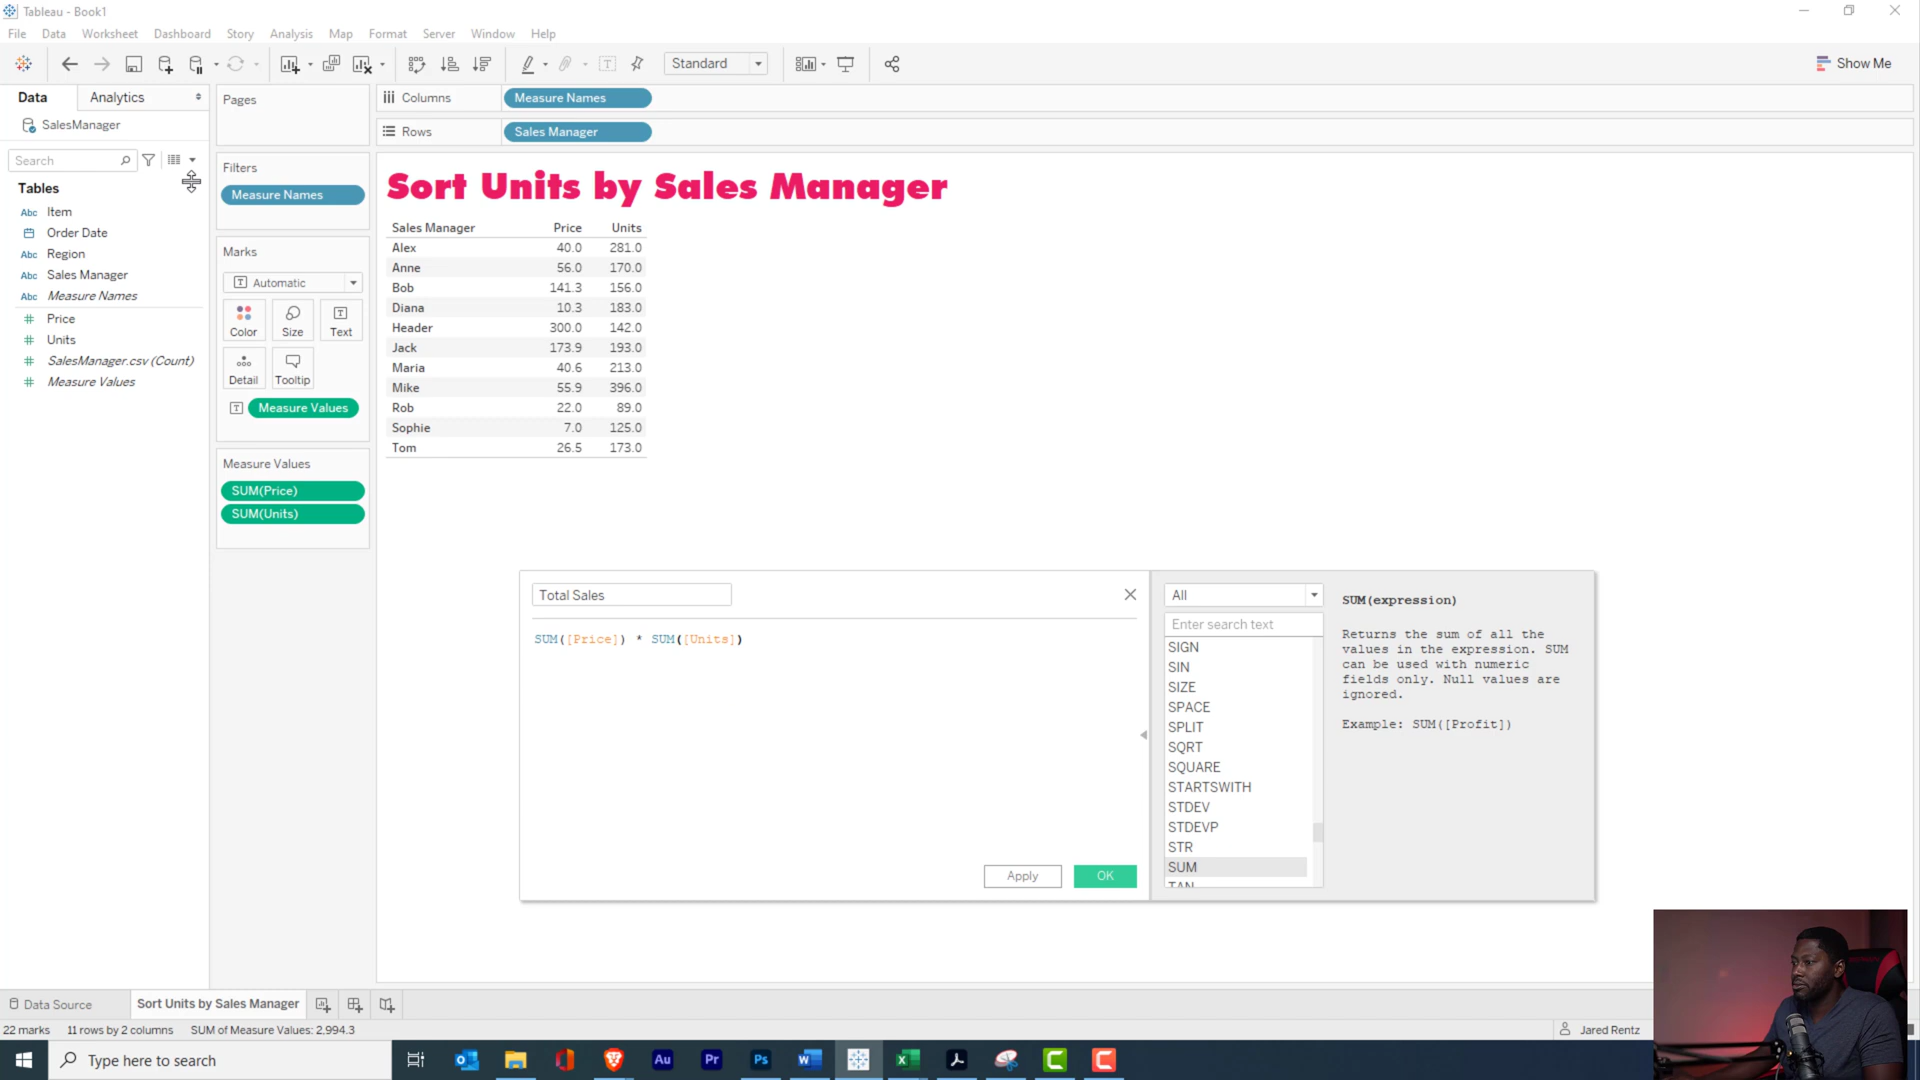 Tableau - Book1
File Data Worksheet Dashboard Story Analysis Map Format Server Window Help
Standard
Show Me
Data Analytics
SalesManager
Search
Tables
Abc Item
Order Date
Abc Region
Abc Sales Manager
Abc Measure Names
# Price
# Units
# SalesManager.csv (Count)
# Measure Values
Pages
Filters
Measure Names
Marks
Automatic
Color Size Text
Detail Tooltip
Measure Values
Measure Values
SUM(Price)
SUM(Units)
Columns Measure Names
Rows Sales Manager
Sort Units by Sales Manager
Sales Manager Price Units
Alex 40.0 281.0
Anne 56.0 170.0
Bob 141.3 156.0
Diana 10.3 183.0
Header 300.0 142.0
Jack 173.9 193.0
Maria 40.6 213.0
Mike 55.9 396.0
Rob 22.0 89.0
Sophie 7.0 125.0
Tom 26.5 173.0
Total Sales
SUM([Price]) * SUM([Units])
Apply OK
All
Enter search text
SIGN
SIN
SIZE
SPACE
SPLIT
SQRT
SQUARE
STARTSWITH
STDEV
STDEVP
STR
SUM
TAN
SUM(expression)
Returns the sum of all the
values in the expression. SUM
can be used with numeric
fields only. Null values are
ignored.
Example: SUM([Profit])
Data Source Sort Units by Sales Manager
22 marks 11 rows by 2 columns SUM of Measure Values: 2,994.3
Jared Rentz
Type here to search
Au Pr Ps